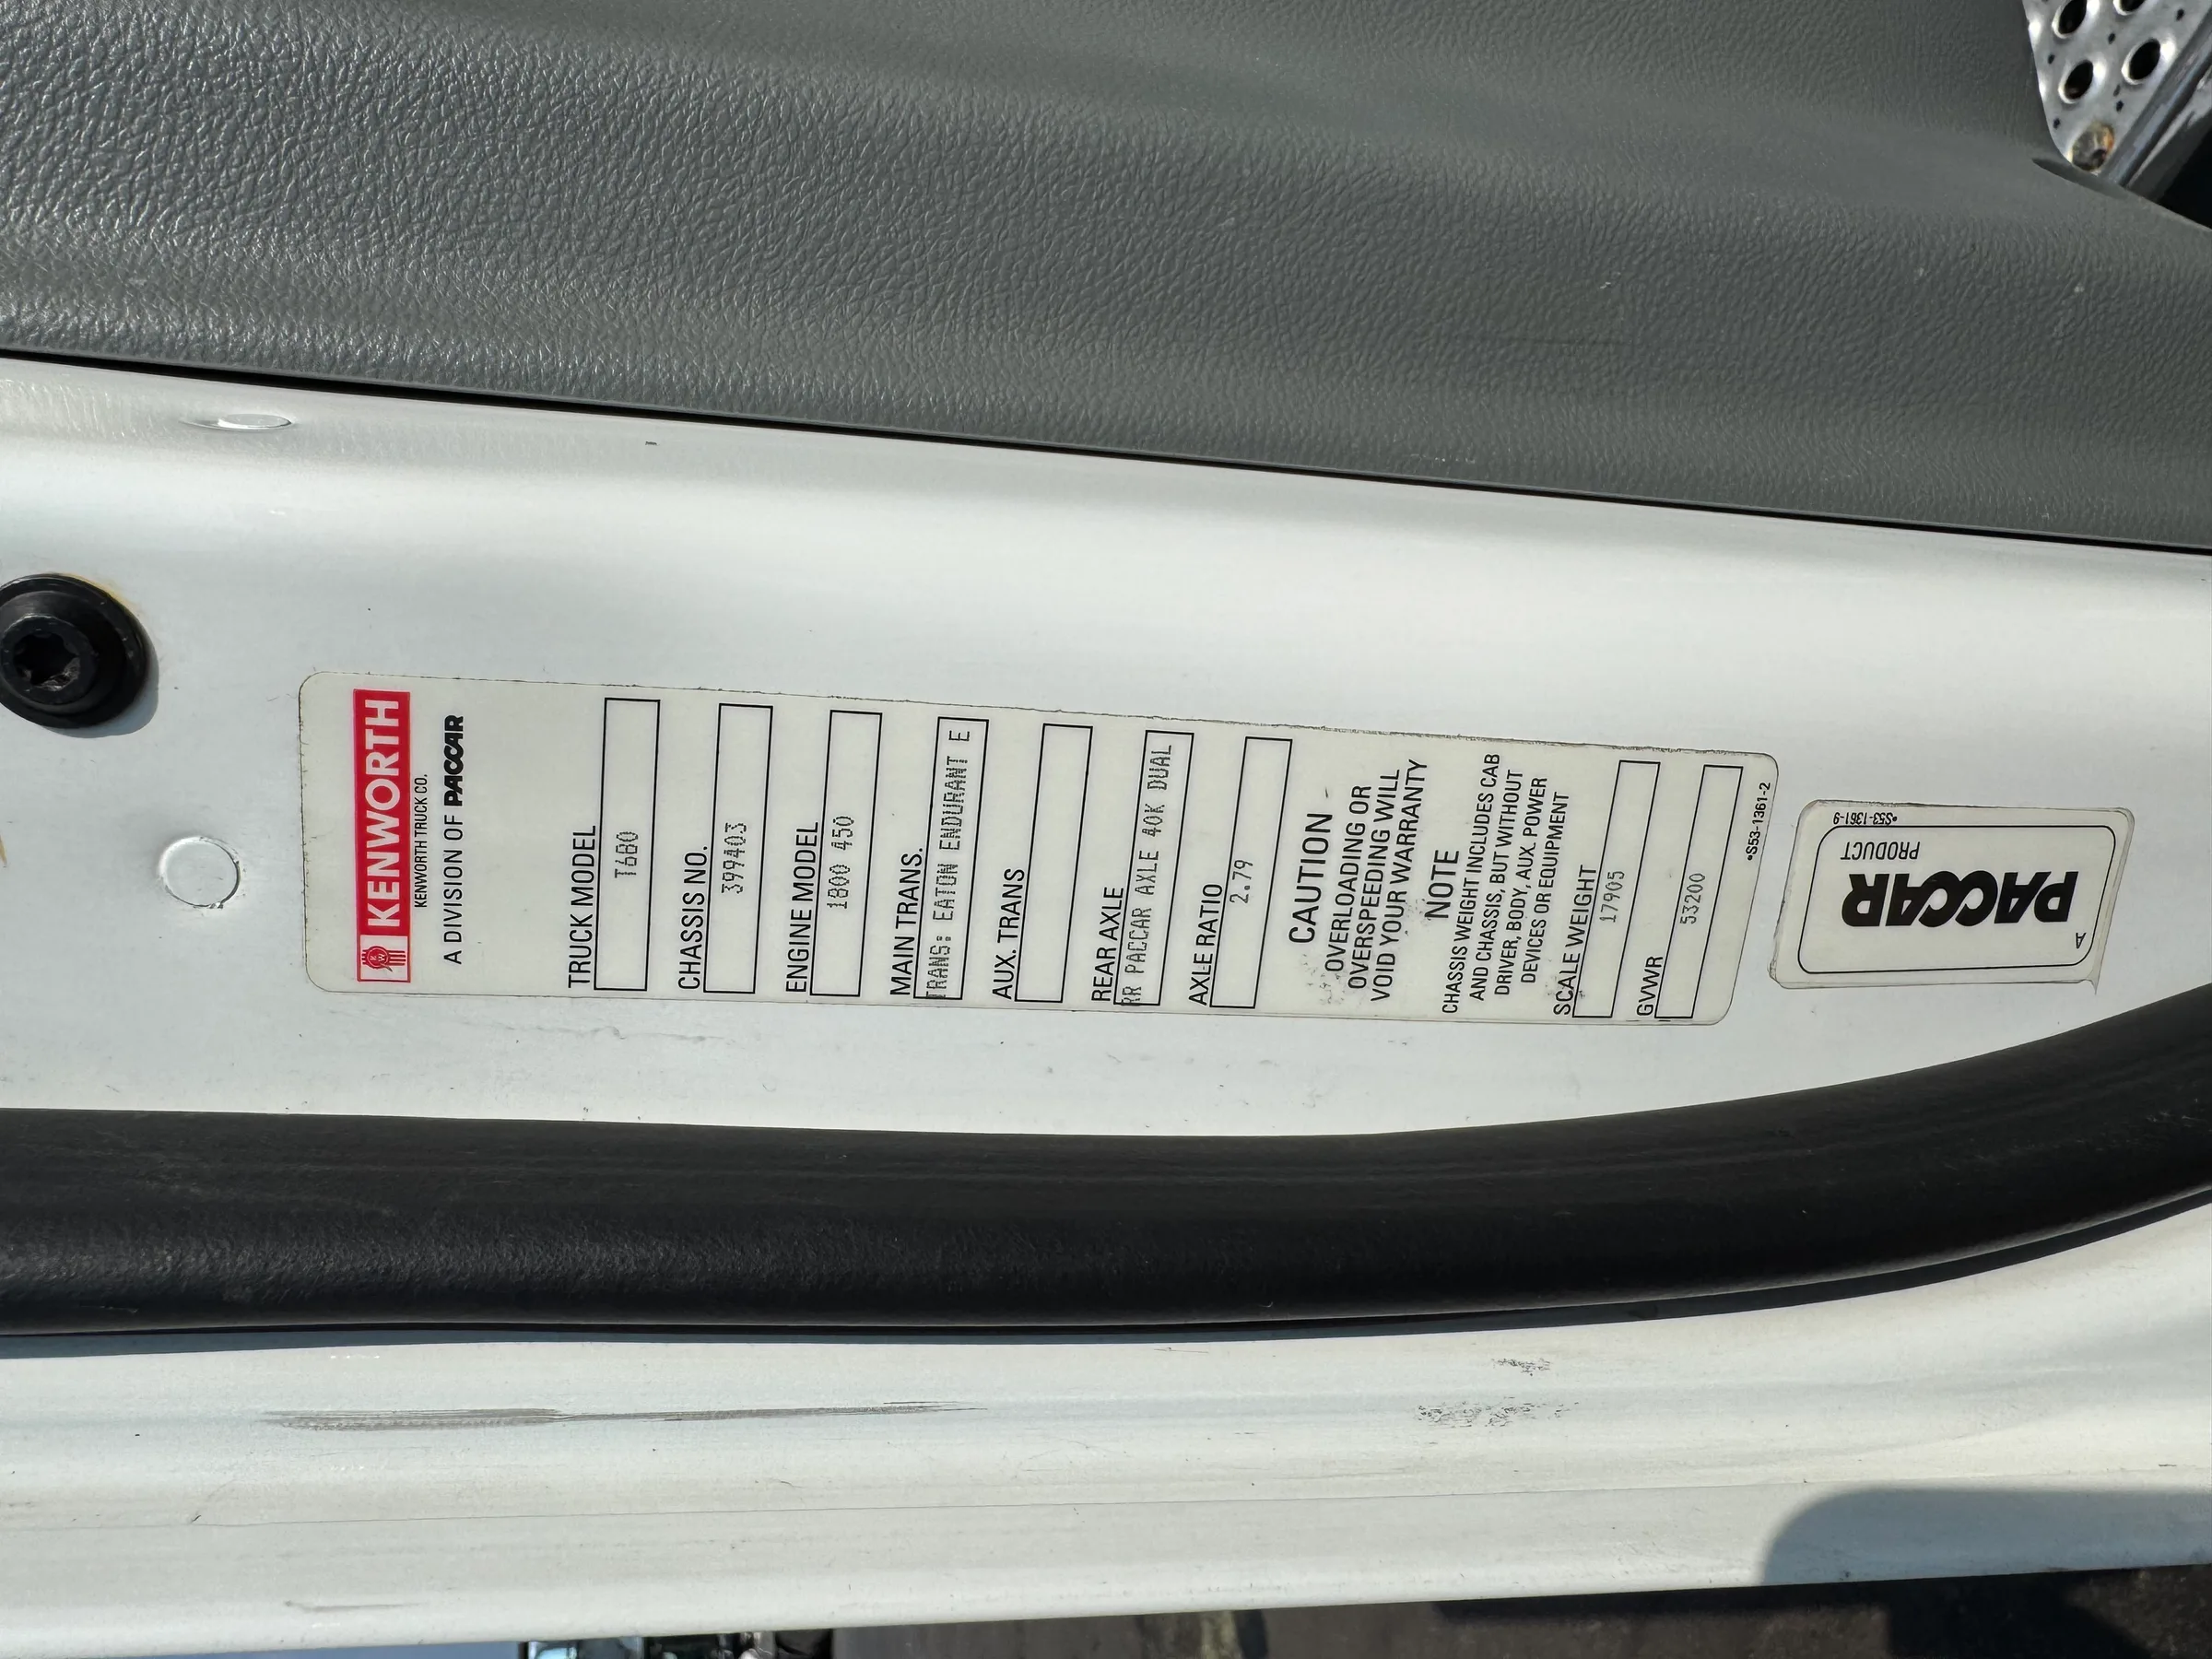 KENWORTH
KENWORTH TRUCK CO.
A DIVISION OF PACCAR
TRUCK MODEL
T680
CHASSIS NO.
399403
ENGINE MODEL
1800 450
MAIN TRANS.
TRANS: EATON ENDURANT E
AUX. TRANS
REAR AXLE
RR PACCAR AXLE 40K DUAL
AXLE RATIO
2.79
CAUTION
OVERLOADING OR
OVERSPEEDING WILL
VOID YOUR WARRANTY
NOTE
CHASSIS WEIGHT INCLUDES CAB
AND CHASSIS, BUT WITHOUT
DRIVER, BODY, AUX. POWER
DEVICES OR EQUIPMENT
SCALE WEIGHT
17905
GVWR
53200
•S53-1361-2
A
PACCAR
PRODUCT
•S53-1361-9